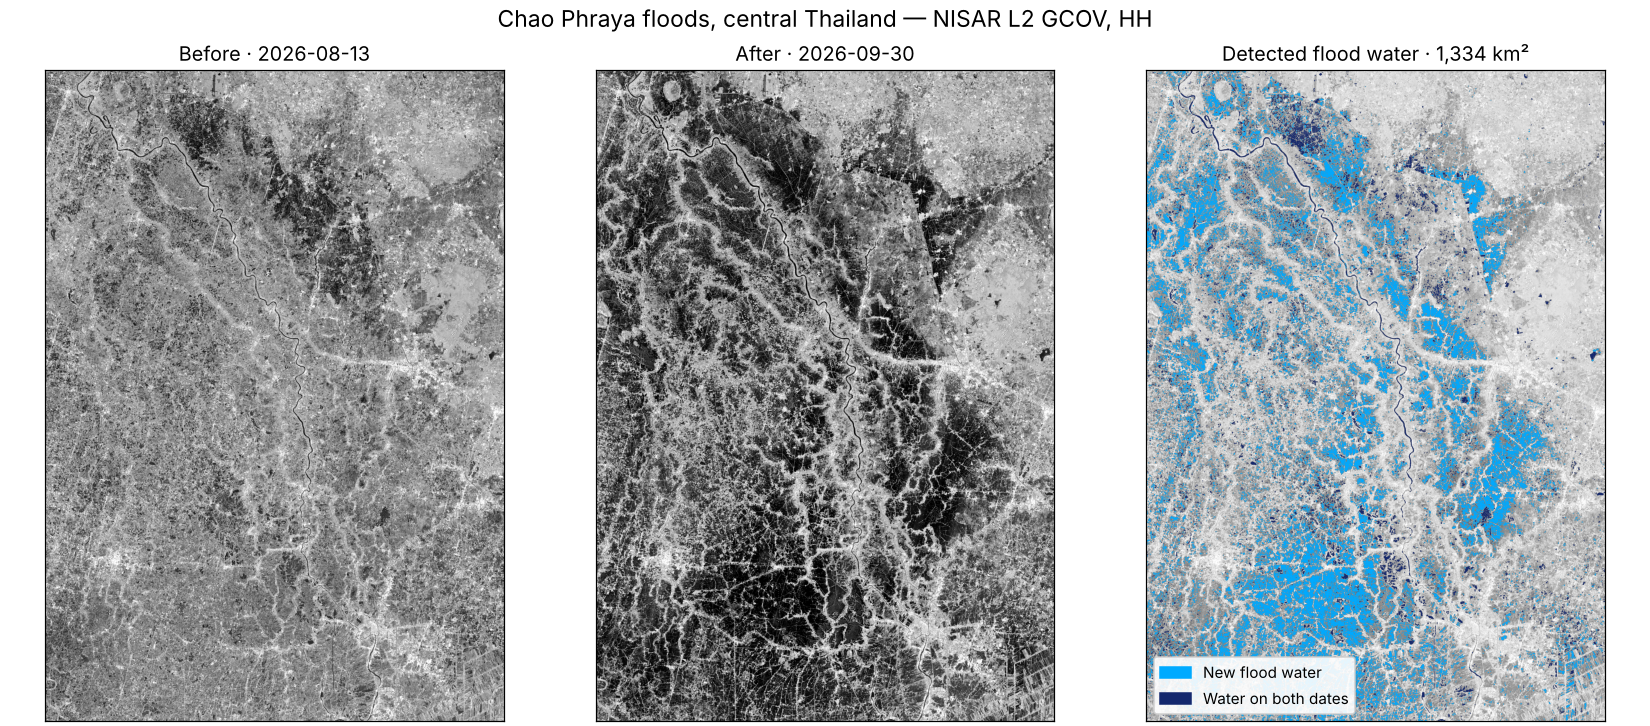 Chao Phraya floods, central Thailand — NISAR L2 GCOV, HH
Before · 2026-08-13
After · 2026-09-30
Detected flood water · 1,334 km²
New flood water
Water on both dates